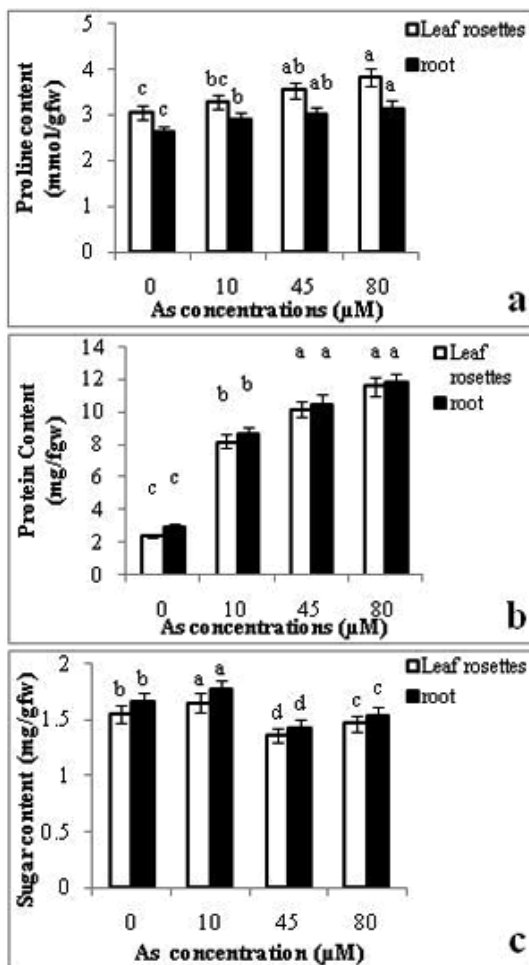 Proline content
(mmol/gfw)
5
4
3
2
1
0
c c bc b ab ab a a
Leaf rosettes
root
0 10 45 80
As concentrations (µM)
a
Protein Content
(mg/fgw)
14
12
10
8
6
4
2
0
c c b b a a a a
Leaf
rosettes
root
0 10 45 80
As concentrations (µM)
b
Sugar content (mg/gfw)
2
1.5
1
0.5
0
b b a a d d c c
Leaf rosettes
root
0 10 45 80
As concentration (µM)
c